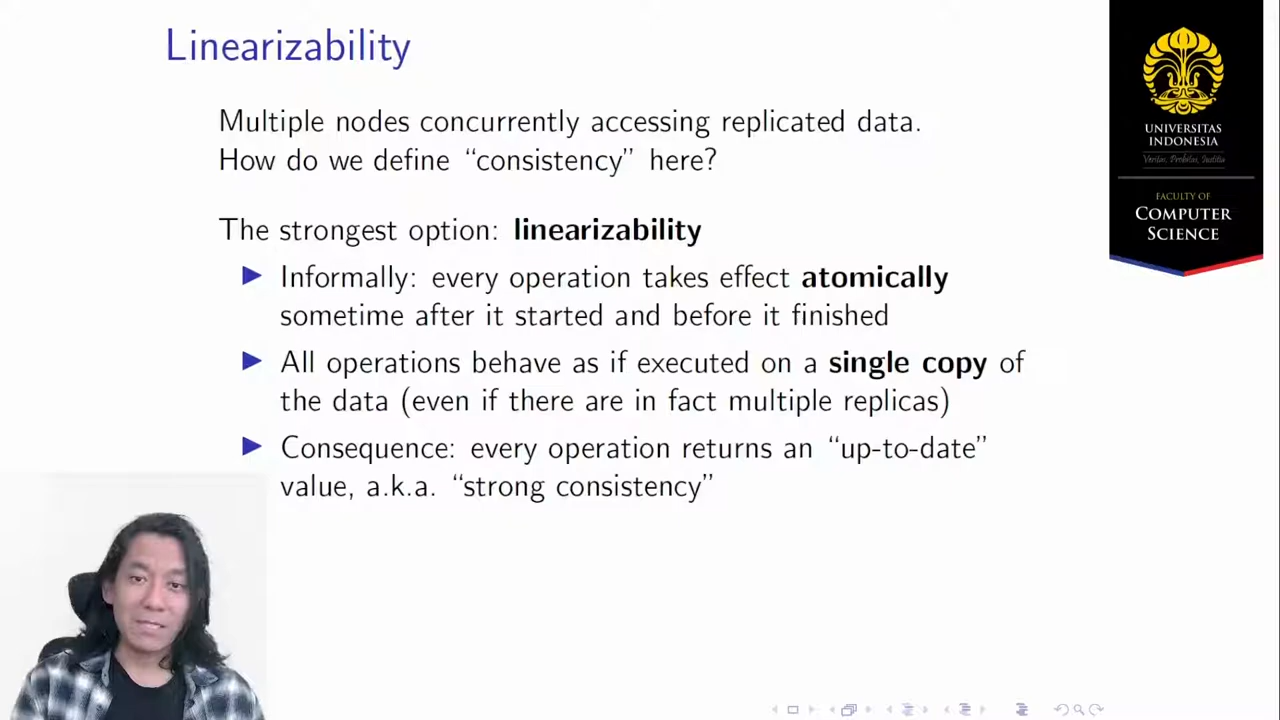 Linearizability
Multiple nodes concurrently accessing replicated data.
How do we define “consistency” here?
The strongest option: linearizability
Informally: every operation takes effect atomically
sometime after it started and before it finished
All operations behave as if executed on a single copy of
the data (even if there are in fact multiple replicas)
Consequence: every operation returns an “up-to-date”
value, a.k.a. “strong consistency”
UNIVERSITAS
INDONESIA
Veritas, Probitas, Iustitia
FACULTY OF
COMPUTER
SCIENCE